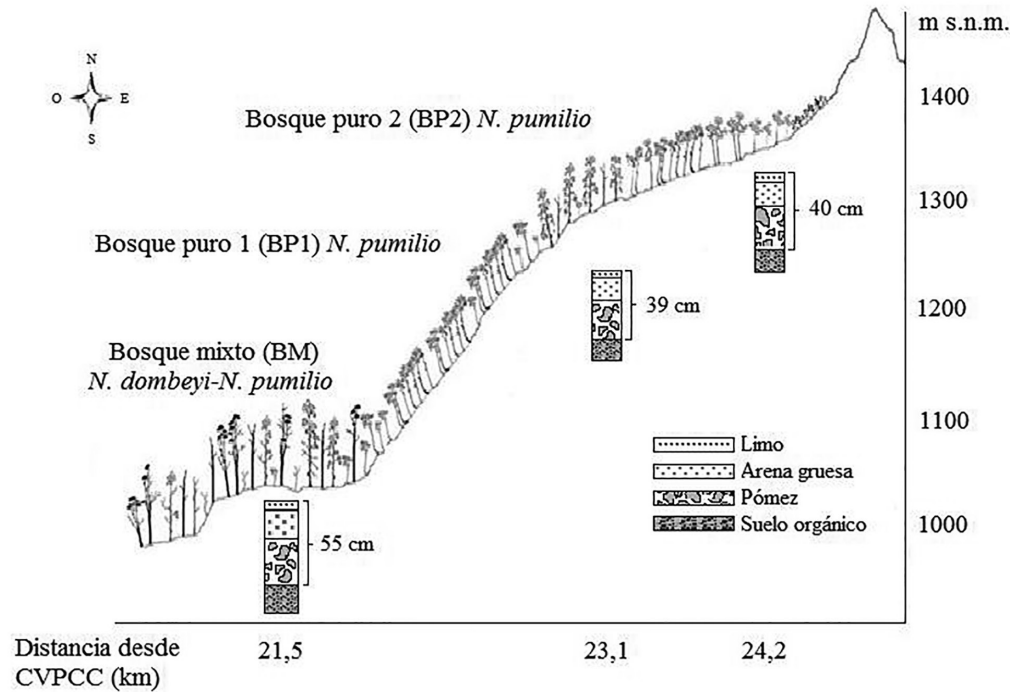 m s.n.m.
N
O E
S
Bosque puro 2 (BP2) N. pumilio
1400
1300
40 cm
Bosque puro 1 (BP1) N. pumilio
39 cm
1200
Bosque mixto (BM)
N. dombeyi-N. pumilio
1100
Limo
Arena gruesa
Pómez
Suelo orgánico
1000
55 cm
Distancia desde
CVPCC (km)
21,5 23,1 24,2